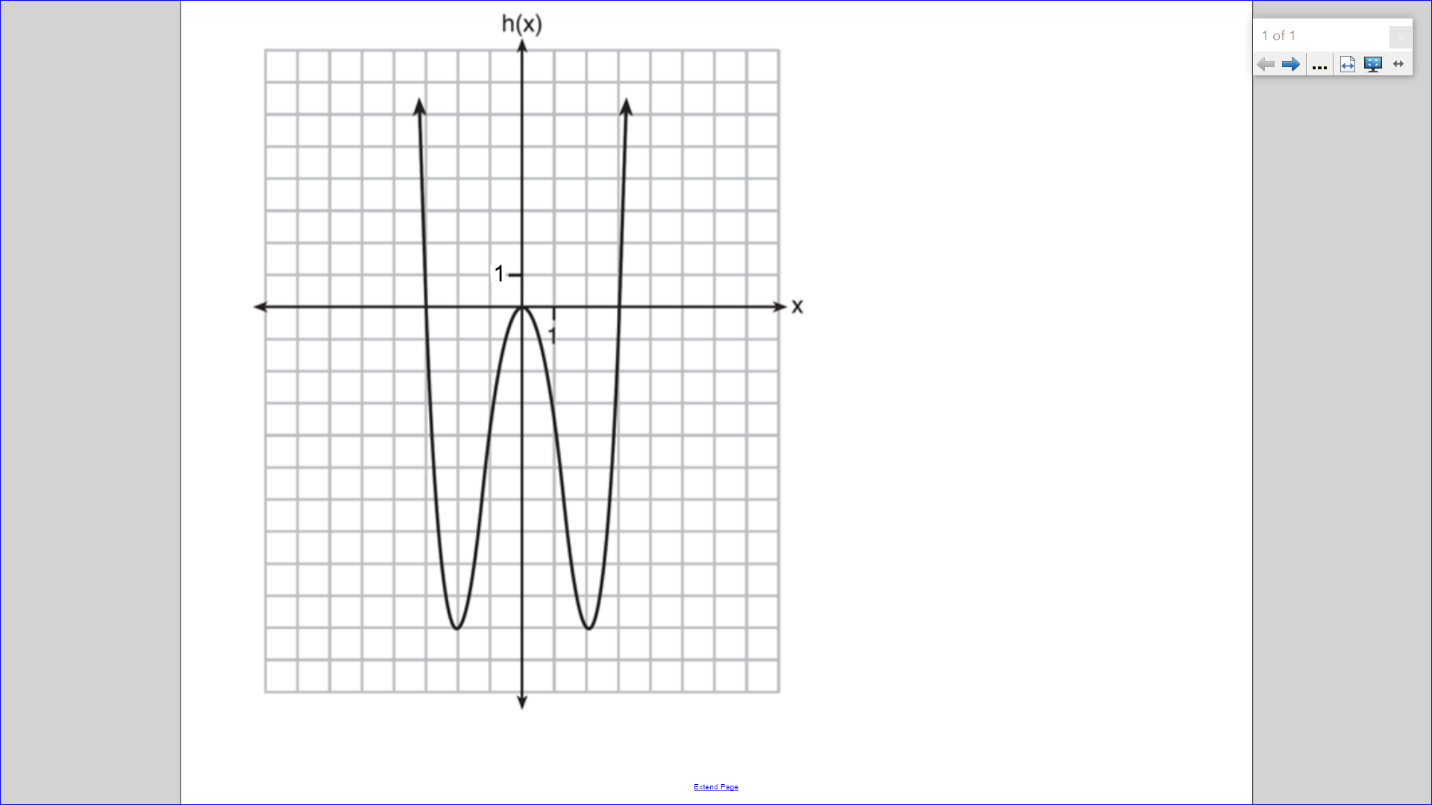 h(x)
1 of 1
...
1
x
1
Extend Page